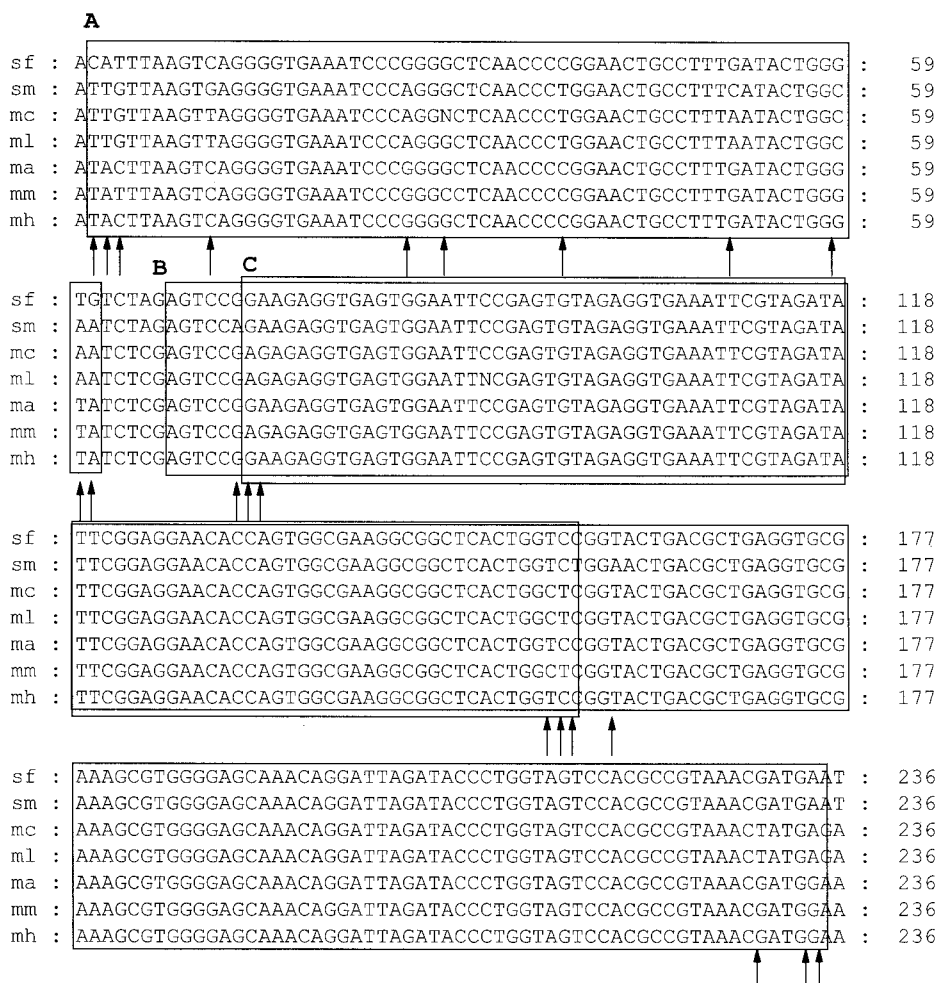 A
sf : ACATTTAAGTCAGGGGTGAAATCCCGGGGCTCAACCCCGGAACTGCCTTTGATACTGGG : 59
sm : ATTGTTAAGTGAGGGGTGAAATCCCAGGGCTCAACCCTGGAACTGCCTTTCATACTGGC : 59
mc : ATTGTTAAGTTAGGGGTGAAATCCCAGGNCTCAACCCTGGAACTGCCTTTAATACTGGC : 59
ml : ATTGTTAAGTTAGGGGTGAAATCCCAGGGCTCAACCCTGGAACTGCCTTTAATACTGGC : 59
ma : ATACTTAAGTCAGGGGTGAAATCCCGGGGCTCAACCCCGGAACTGCCTTTGATACTGGG : 59
mm : ATATTTAAGTCAGGGGTGAAATCCCGGGCCTCAACCCCGGAACTGCCTTTGATACTGGG : 59
mh : ATACTTAAGTCAGGGGTGAAATCCCGGGGCTCAACCCCGGAACTGCCTTTGATACTGGG : 59
B C
sf : TGTCTAGAGTCCGGAAGAGGTGAGTGGAATTCCGAGTGTAGAGGTGAAATTCGTAGATA : 118
sm : AATCTAGAGTCCAGAAGAGGTGAGTGGAATTCCGAGTGTAGAGGTGAAATTCGTAGATA : 118
mc : AATCTCGAGTCCGAGAGAGGTGAGTGGAATTCCGAGTGTAGAGGTGAAATTCGTAGATA : 118
ml : AATCTCGAGTCCGAGAGAGGTGAGTGGAATTNCGAGTGTAGAGGTGAAATTCGTAGATA : 118
ma : TATCTCGAGTCCGGAAGAGGTGAGTGGAATTCCGAGTGTAGAGGTGAAATTCGTAGATA : 118
mm : TATCTCGAGTCCGAGAGAGGTGAGTGGAATTCCGAGTGTAGAGGTGAAATTCGTAGATA : 118
mh : TATCTCGAGTCCGGAAGAGGTGAGTGGAATTCCGAGTGTAGAGGTGAAATTCGTAGATA : 118
sf : TTCGGAGGAACACCAGTGGCGAAGGCGGCTCACTGGTCCGGTACTGACGCTGAGGTGCG : 177
sm : TTCGGAGGAACACCAGTGGCGAAGGCGGCTCACTGGTCTGGAACTGACGCTGAGGTGCG : 177
mc : TTCGGAGGAACACCAGTGGCGAAGGCGGCTCACTGGCTCGGTACTGACGCTGAGGTGCG : 177
ml : TTCGGAGGAACACCAGTGGCGAAGGCGGCTCACTGGCTCGGTACTGACGCTGAGGTGCG : 177
ma : TTCGGAGGAACACCAGTGGCGAAGGCGGCTCACTGGTCCGGTACTGACGCTGAGGTGCG : 177
mm : TTCGGAGGAACACCAGTGGCGAAGGCGGCTCACTGGCTCGGTACTGACGCTGAGGTGCG : 177
mh : TTCGGAGGAACACCAGTGGCGAAGGCGGCTCACTGGTCCGGTACTGACGCTGAGGTGCG : 177
sf : AAAGCGTGGGGAGCAAACAGGATTAGATACCCTGGTAGTCCACGCCGTAAACGATGAAT : 236
sm : AAAGCGTGGGGAGCAAACAGGATTAGATACCCTGGTAGTCCACGCCGTAAACGATGAAT : 236
mc : AAAGCGTGGGGAGCAAACAGGATTAGATACCCTGGTAGTCCACGCCGTAAACTATGAGA : 236
ml : AAAGCGTGGGGAGCAAACAGGATTAGATACCCTGGTAGTCCACGCCGTAAACTATGAGA : 236
ma : AAAGCGTGGGGAGCAAACAGGATTAGATACCCTGGTAGTCCACGCCGTAAACGATGGAA : 236
mm : AAAGCGTGGGGAGCAAACAGGATTAGATACCCTGGTAGTCCACGCCGTAAACGATGGAA : 236
mh : AAAGCGTGGGGAGCAAACAGGATTAGATACCCTGGTAGTCCACGCCGTAAACGATGGAA : 236